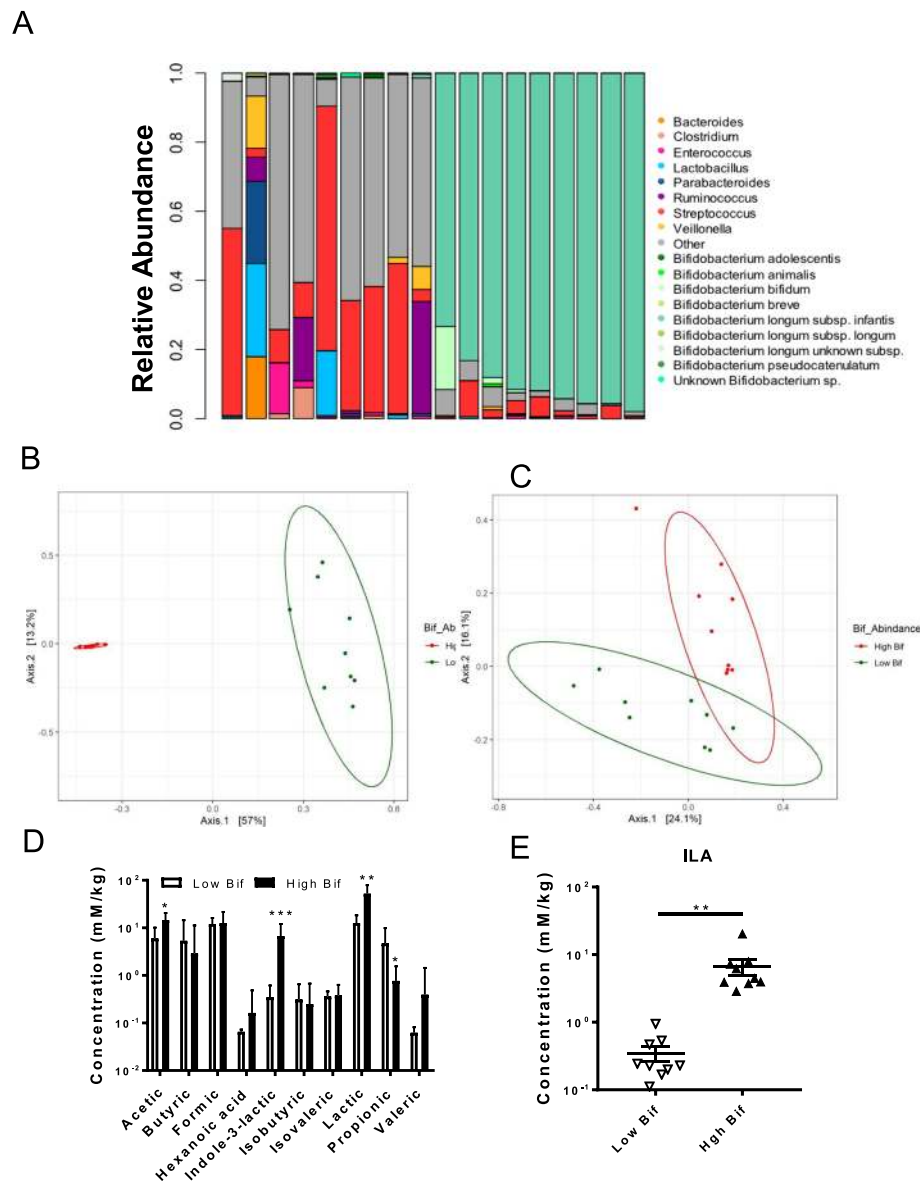 A
Relative Abundance
1.0
0.8
0.6
0.4
0.2
0.0
Bacteroides
Clostridium
Enterococcus
Lactobacillus
Parabacteroides
Ruminococcus
Streptococcus
Veillonella
Other
Bifidobacterium adolescentis
Bifidobacterium animalis
Bifidobacterium bifidum
Bifidobacterium breve
Bifidobacterium longum subsp. infantis
Bifidobacterium longum subsp. longum
Bifidobacterium longum unknown subsp.
Bifidobacterium pseudocatenulatum
Unknown Bifidobacterium sp.
B
Axis.2 [13.2%]
0.5
0.0
-0.5
-0.3
0.0
0.3
0.6
Axis.1 [57%]
Bif_Ab
Hi
Lo
C
Axis.2 [16.1%]
0.4
0.2
0.0
-0.2
-0.8
-0.4
0.0
0.4
Axis.1 [24.1%]
Bif_Abindance
High Bif
Low Bif
D
Concentration (mM/kg)
10²
10¹
10⁰
10⁻¹
10⁻²
Low Bif
High Bif
*
***
**
*
Acetic
Butyric
Formic
Hexanoic acid
Indole-3-lactic
Isobutyric
Isovaleric
Lactic
Propionic
Valeric
E
ILA
Concentration (mM/kg)
10²
10¹
10⁰
10⁻¹
**
Low Bif
Hgh Bif